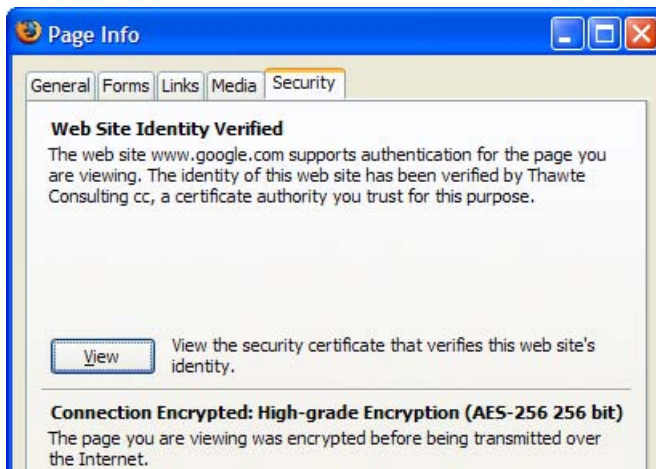 Page Info
General Forms Links Media Security
Web Site Identity Verified
The web site www.google.com supports authentication for the page you
are viewing. The identity of this web site has been verified by Thawte
Consulting cc, a certificate authority you trust for this purpose.
View
View the security certificate that verifies this web site's
identity.
Connection Encrypted: High-grade Encryption (AES-256 256 bit)
The page you are viewing was encrypted before being transmitted over
the Internet.